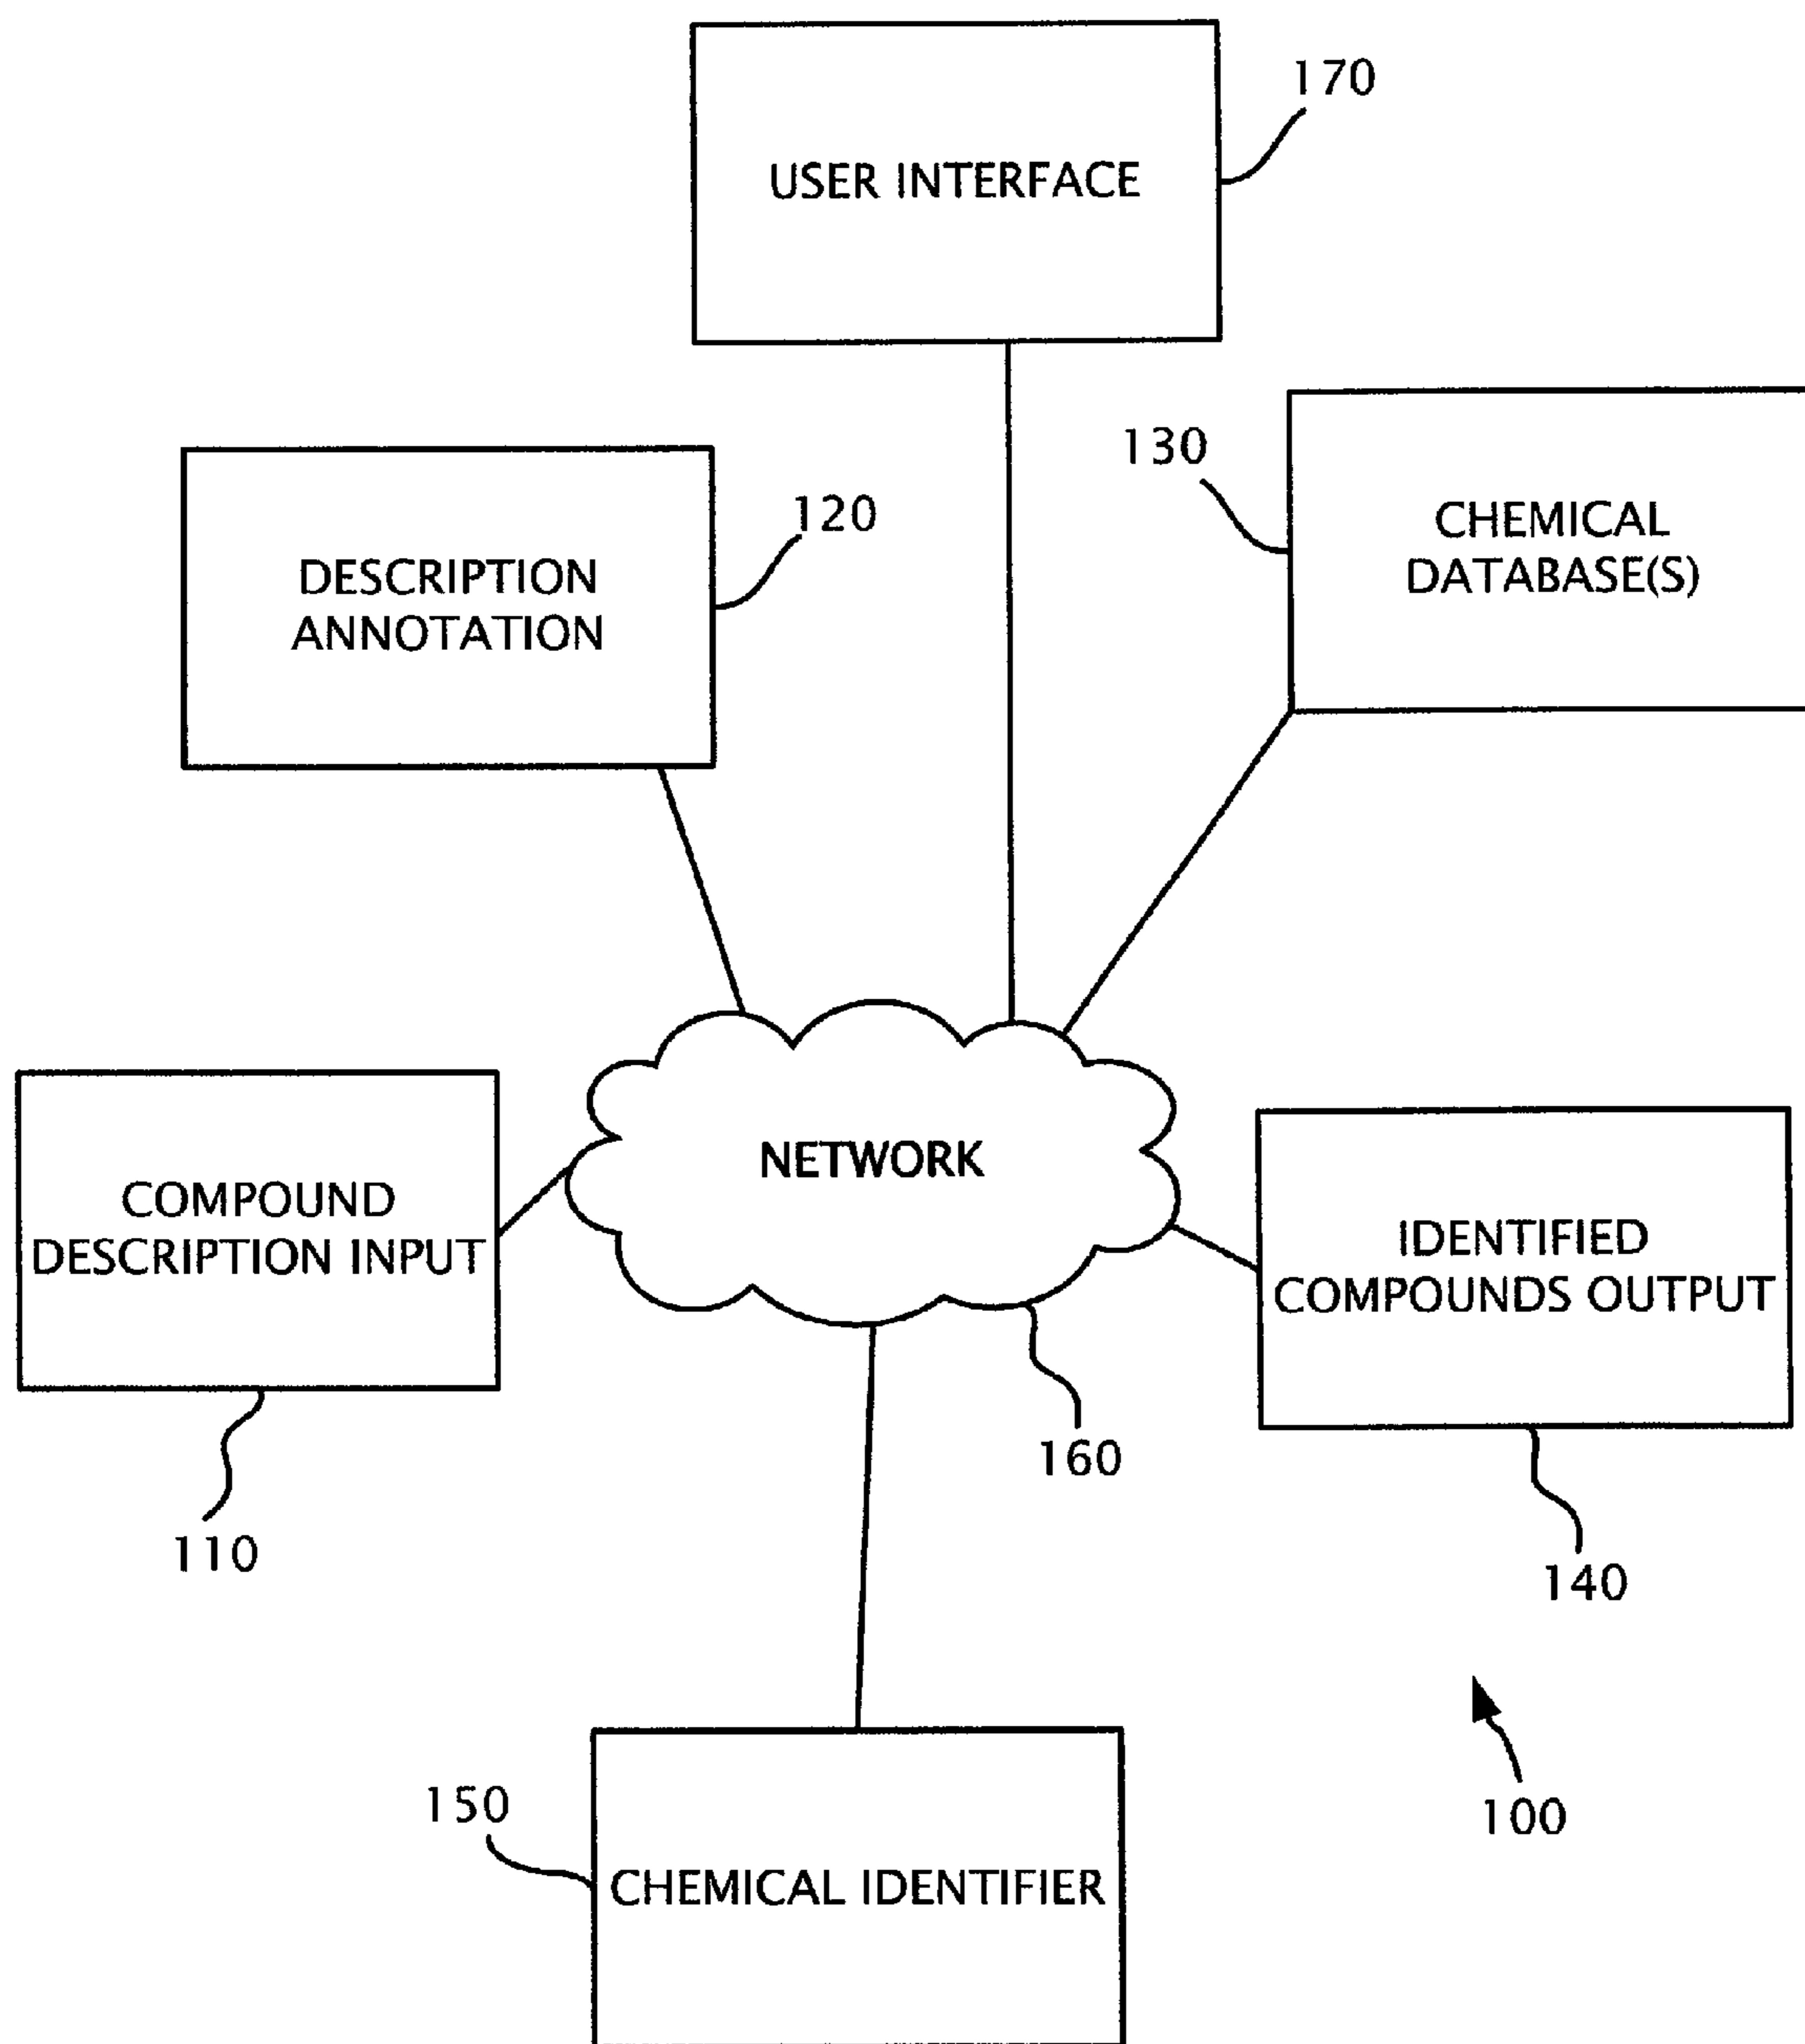 170
USER INTERFACE
130
CHEMICAL
DATABASE(S)
120
DESCRIPTION
ANNOTATION
NETWORK
COMPOUND
DESCRIPTION INPUT
IDENTIFIED
COMPOUNDS OUTPUT
160
110
140
150
100
CHEMICAL IDENTIFIER